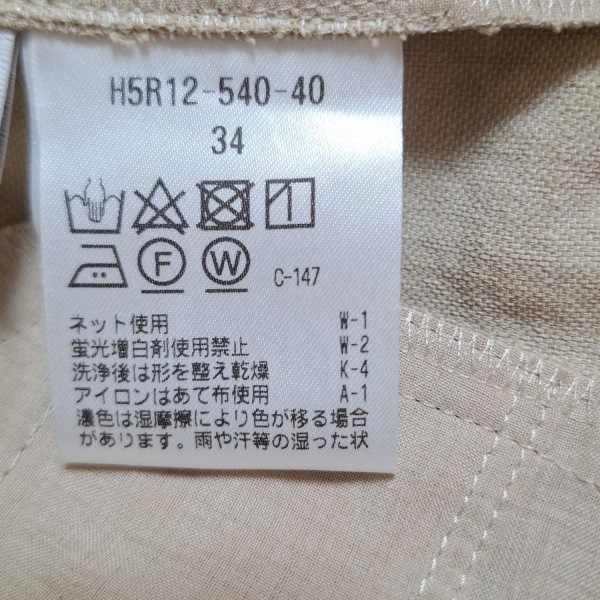 H5R12-540-40
34
F W C-147
ネット使用 W-1
蛍光増白剤使用禁止 W-2
洗浄後は形を整え乾燥 K-4
アイロンはあて布使用 A-1
濃色は湿摩擦により色が移る場合
があります。雨や汗等の湿った状